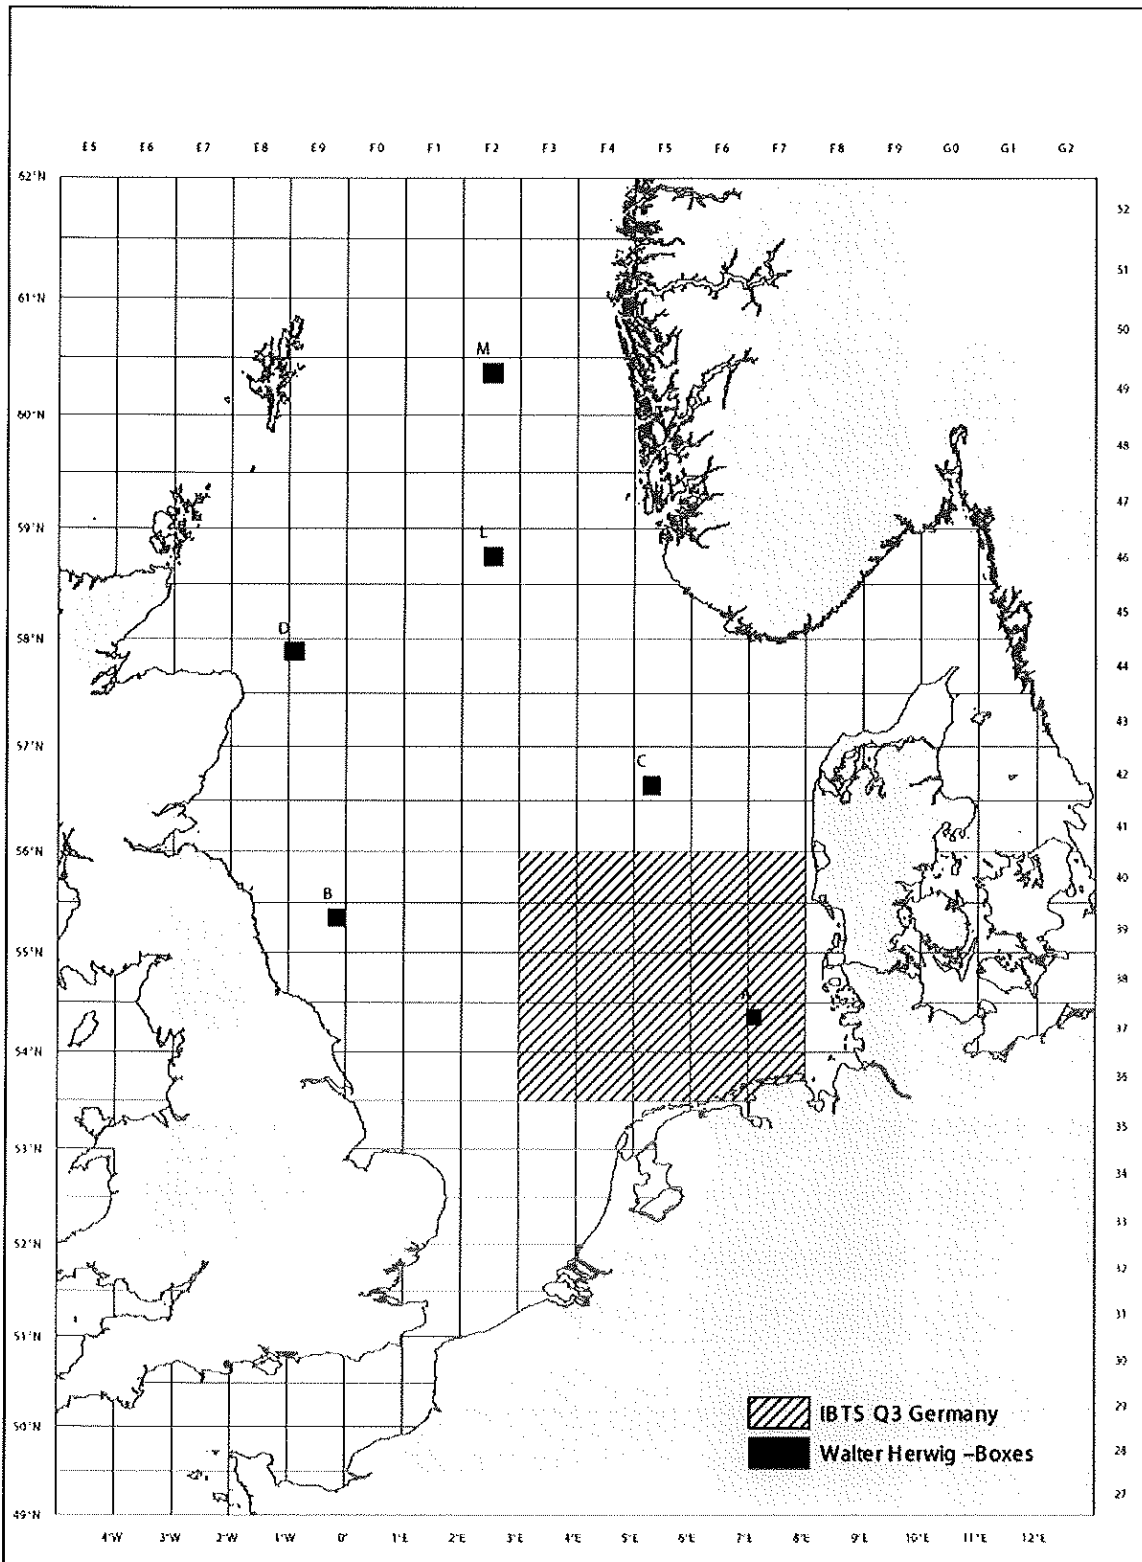 E5 E6 E7 E8 E9 F0 F1 F2 F3 F4 F5 F6 F7 F8 F9 G0 G1 G2
62°N
52
51
61°N
50
M
49
60°N
48
47
59°N
L
46
45
58°N
D
44
43
57°N
C
42
41
56°N
40
B
39
55°N
38
A
37
54°N
36
35
53°N
34
33
52°N
32
31
51°N
30
IBTS Q3 Germany
29
50°N
Walter Herwig –Boxes
28
27
49°N
4°W 3°W 2°W 1°W 0° 1°E 2°E 3°E 4°E 5°E 6°E 7°E 8°E 9°E 10°E 11°E 12°E